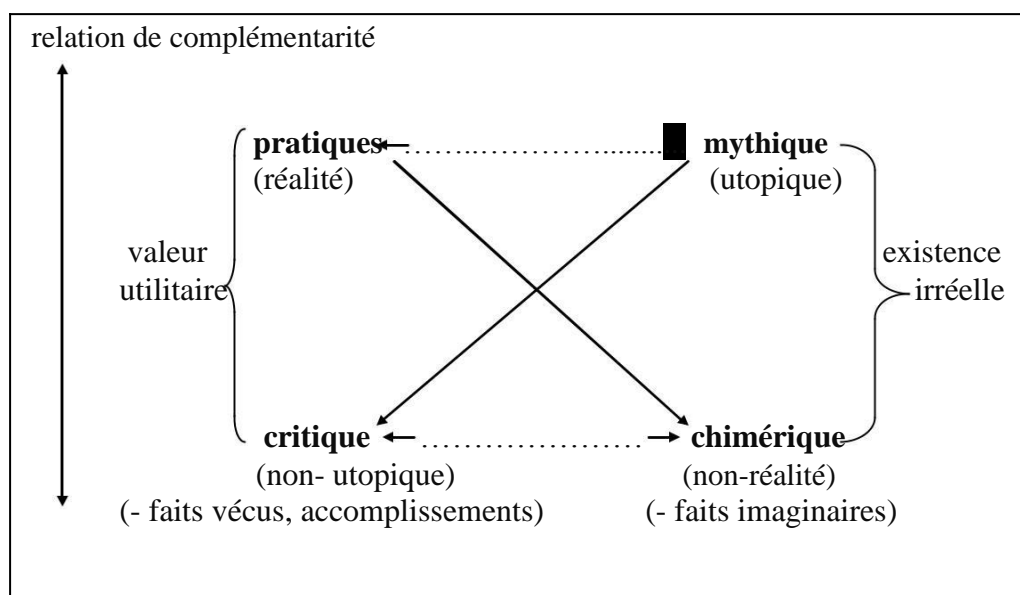 relation de complémentarité
pratiques ................................ mythique
(réalité) (utopique)
valeur existence
utilitaire irréelle
critique ...................... chimérique
(non- utopique) (non-réalité)
(- faits vécus, accomplissements) (- faits imaginaires)